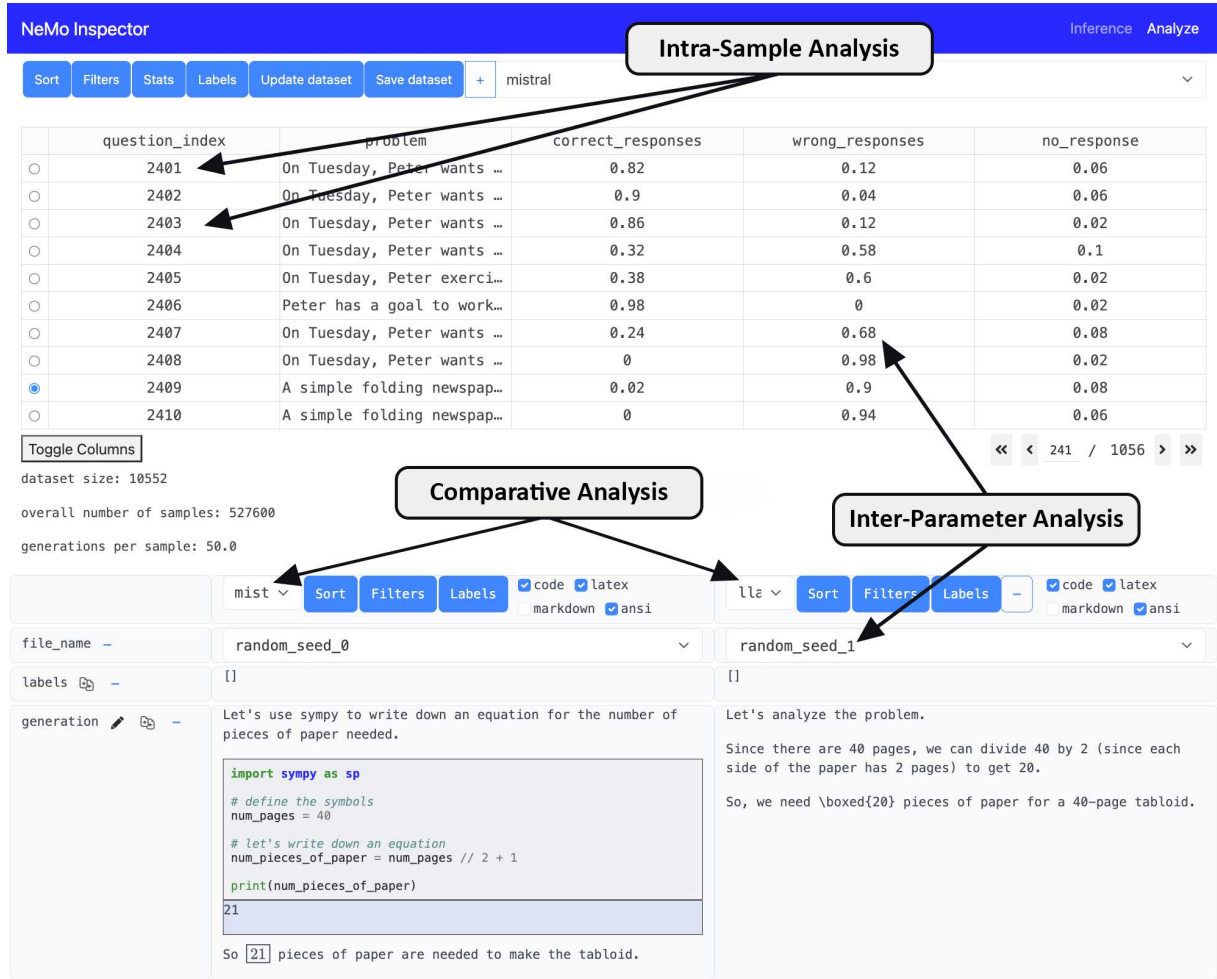 NeMo Inspector
Inference Analyze
Intra-Sample Analysis
Sort Filters Stats Labels Update dataset Save dataset + mistral
question_index problem correct_responses wrong_responses no_response
2401 On Tuesday, Peter wants … 0.82 0.12 0.06
2402 On Tuesday, Peter wants … 0.9 0.04 0.06
2403 On Tuesday, Peter wants … 0.86 0.12 0.02
2404 On Tuesday, Peter wants … 0.32 0.58 0.1
2405 On Tuesday, Peter exerci… 0.38 0.6 0.02
2406 Peter has a goal to work… 0.98 0 0.02
2407 On Tuesday, Peter wants … 0.24 0.68 0.08
2408 On Tuesday, Peter wants … 0 0.98 0.02
2409 A simple folding newspap… 0.02 0.9 0.08
2410 A simple folding newspap… 0 0.94 0.06
Toggle Columns
« ‹ 241 / 1056 › »
dataset size: 10552
Comparative Analysis
overall number of samples: 527600
Inter-Parameter Analysis
generations per sample: 50.0
mist Sort Filters Labels code latex
markdown ansi
lla Sort Filters Labels − code latex
markdown ansi
file_name − random_seed_0 random_seed_1
labels − [] []
generation −
Let's use sympy to write down an equation for the number of
pieces of paper needed.
import sympy as sp
# define the symbols
num_pages = 40
# let's write down an equation
num_pieces_of_paper = num_pages // 2 + 1
print(num_pieces_of_paper)
21
So 21 pieces of paper are needed to make the tabloid.
Let's analyze the problem.
Since there are 40 pages, we can divide 40 by 2 (since each
side of the paper has 2 pages) to get 20.
So, we need \boxed{20} pieces of paper for a 40-page tabloid.